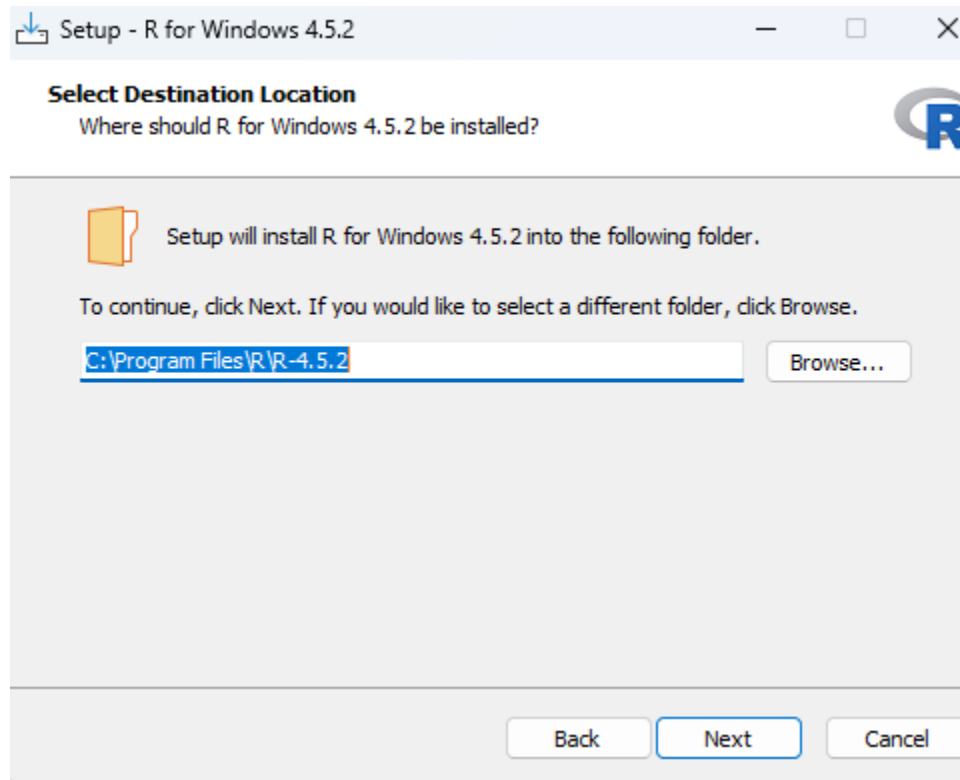 Setup - R for Windows 4.5.2
Select Destination Location
Where should R for Windows 4.5.2 be installed?
R
Setup will install R for Windows 4.5.2 into the following folder.
To continue, click Next. If you would like to select a different folder, click Browse.
C:\Program Files\R\R-4.5.2
Browse...
Back
Next
Cancel